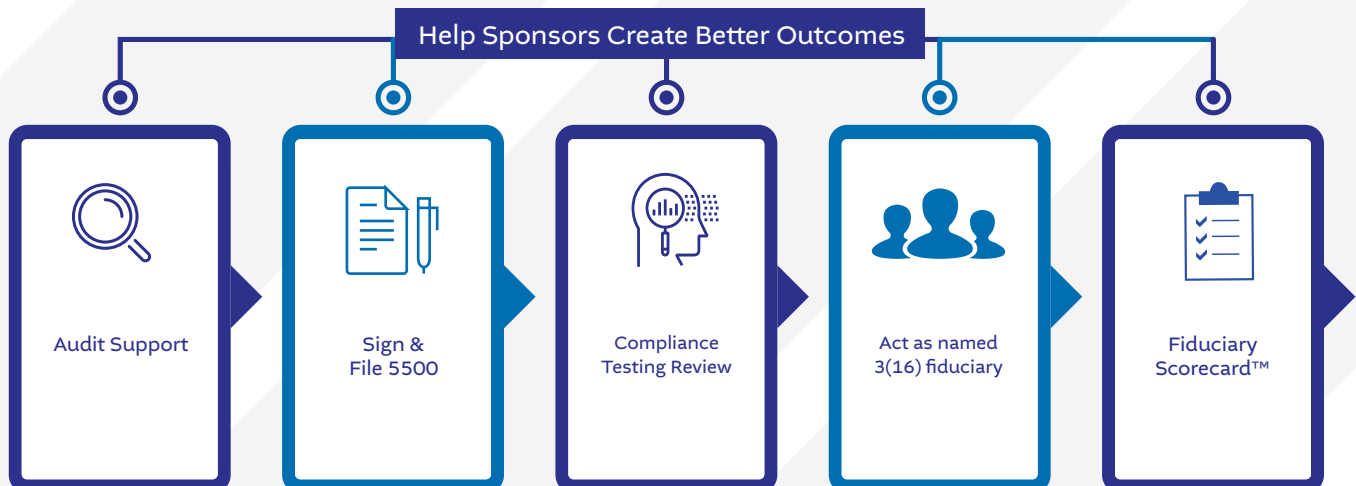 Help Sponsors Create Better Outcomes
Audit Support
Sign &
File 5500
Compliance
Testing Review
Act as named
3(16) fiduciary
Fiduciary
Scorecard™